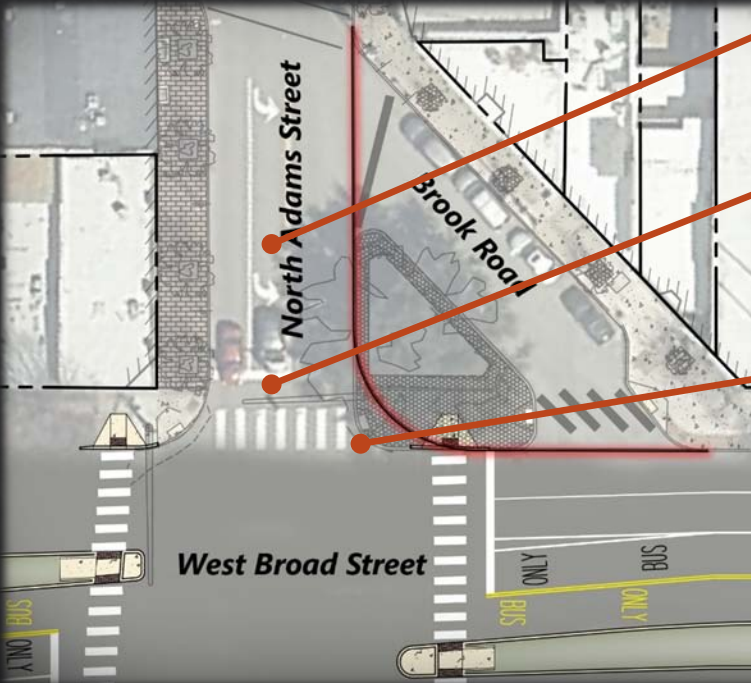 North Adams Street
Brook Road
West Broad Street
ONLY
BUS
BUS
ONLY
BUS
ONLY